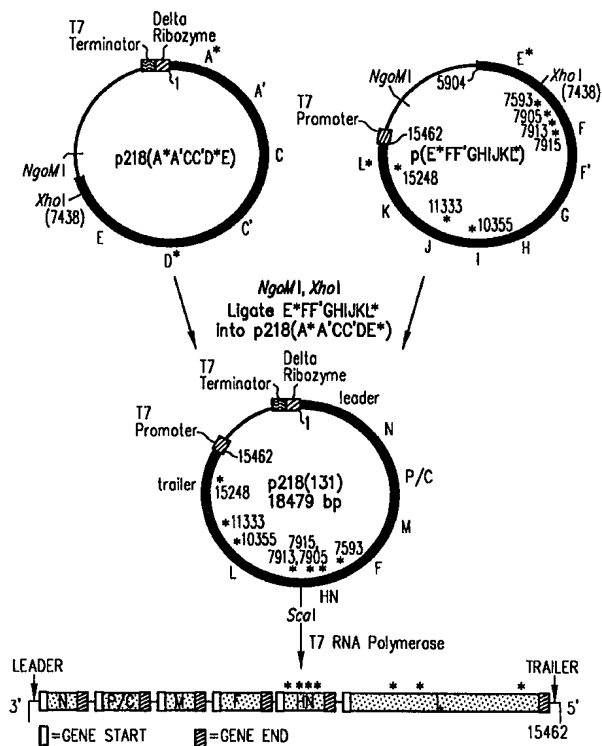 T7
Terminator
Delta
Ribozyme
1
A*
A'
C
C'
D*
E
NgoMI
XhoI
(7438)
p218(A*A'CC'D*E)
T7
Promoter
NgoMI
5904
E*
XhoI
(7438)
7593*
7905*
7913*
7915
F
F'
G
H
I
J
K
L*
15462
p(E*FF'GHIJKL*)
* 15248
11333
*
* 10355
NgoMI, XhoI
Ligate E*FF'GHIJKL*
into p218(A*A'CC'DE*)
T7
Terminator
Delta
Ribozyme
1
leader
T7
Promoter
15462
N
P/C
M
F
HN
L
trailer
p218(131)
18479 bp
*
15248
*11333
*10355
7915,
7913, 7905
* * *
7593
*
ScaI
T7 RNA Polymerase
LEADER
TRAILER
* * * *
* * *
3'
N
P/C
M
F
HN
L
5'
15462
=GENE START
=GENE END